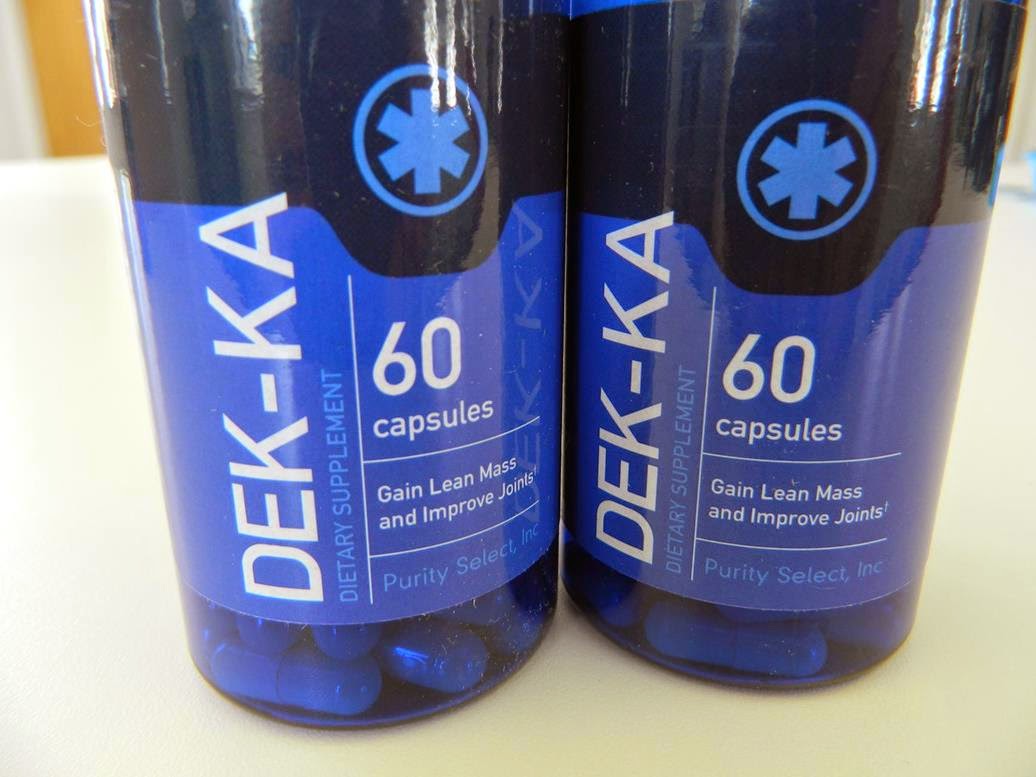 DEK-KA
DIETARY SUPPLEMENT
60
capsules
Gain Lean Mass
and Improve Joints†
Purity Select, Inc
DEK-KA
DIETARY SUPPLEMENT
60
capsules
Gain Lean Mass
and Improve Joints†
Purity Select, Inc